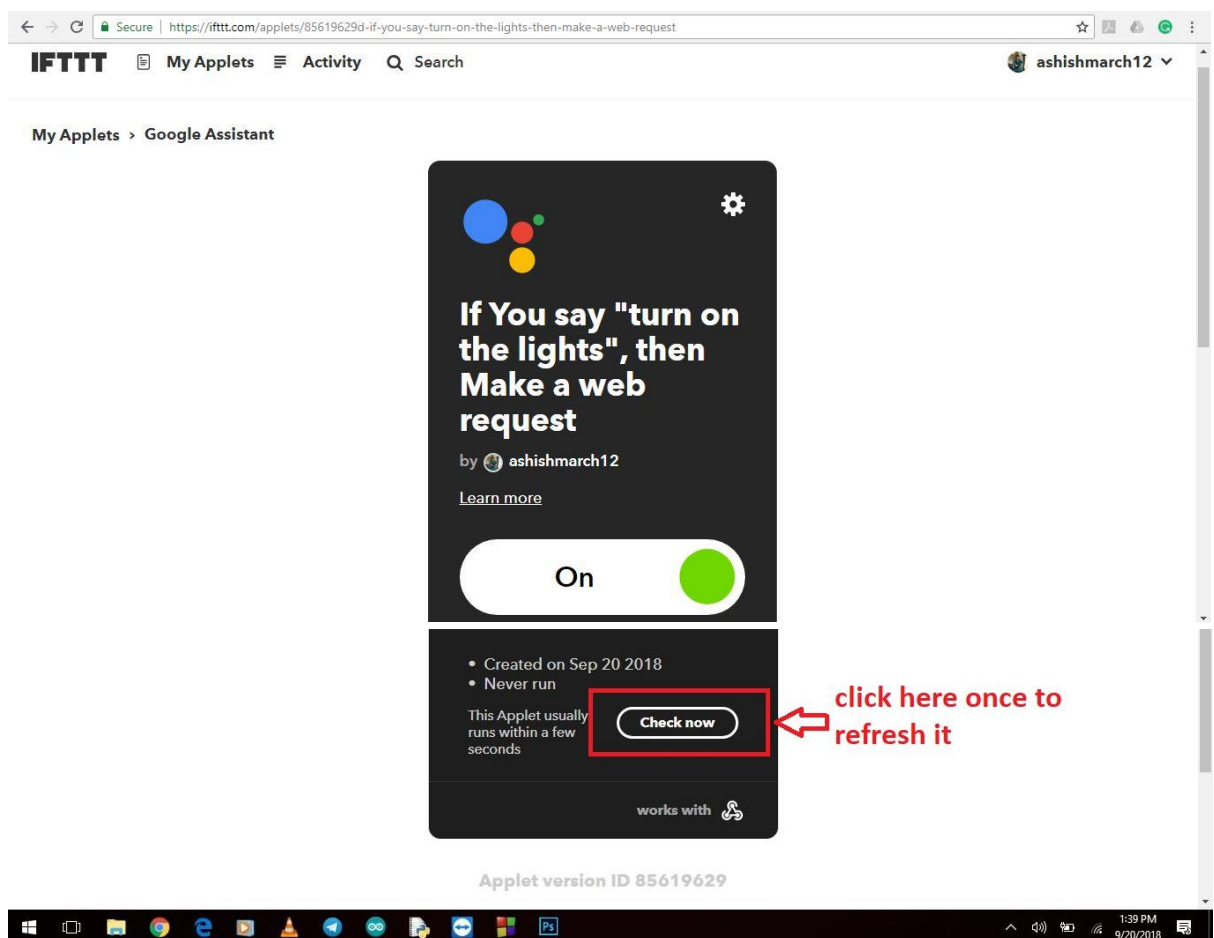 Secure | https://ifttt.com/applets/85619629d-if-you-say-turn-on-the-lights-then-make-a-web-request
IFTTT My Applets Activity Search ashishmarch12
My Applets > Google Assistant
If You say "turn on
the lights", then
Make a web
request
by ashishmarch12
Learn more
On
• Created on Sep 20 2018
• Never run
This Applet usually
runs within a few
seconds
Check now
click here once to
refresh it
works with
Applet version ID 85619629
Ps
1:39 PM
9/20/2018